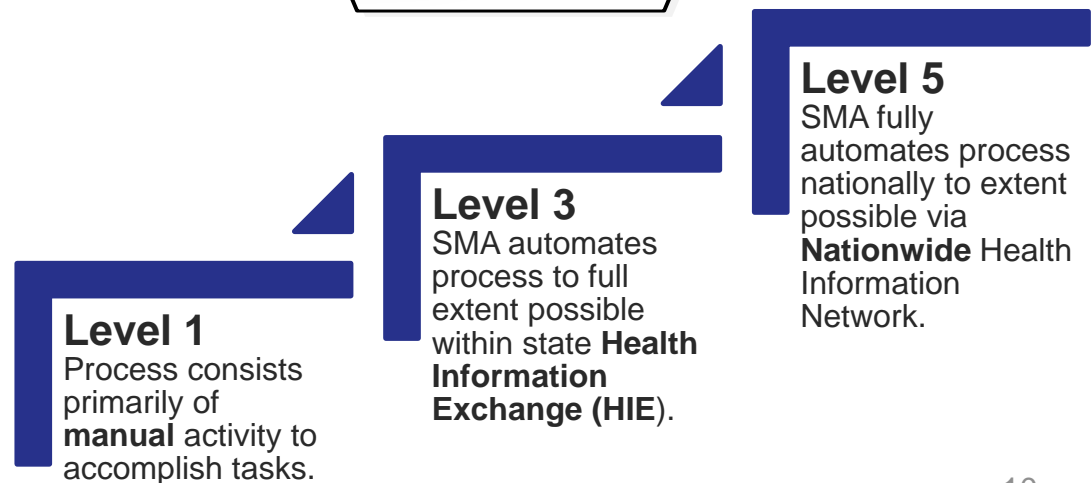 Level 5
SMA fully
automates process
nationally to extent
possible via
Nationwide Health
Information
Network.
Level 3
SMA automates
process to full
extent possible
within state Health
Information
Exchange (HIE).
Level 1
Process consists
primarily of
manual activity to
accomplish tasks.